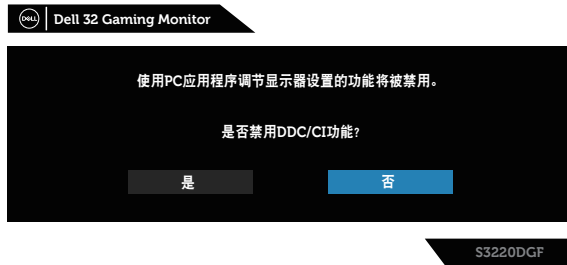 DELL
Dell 32 Gaming Monitor
使用PC应用程序调节显示器设置的功能将被禁用。
是否禁用DDC/CI功能?
是
否
S3220DGF